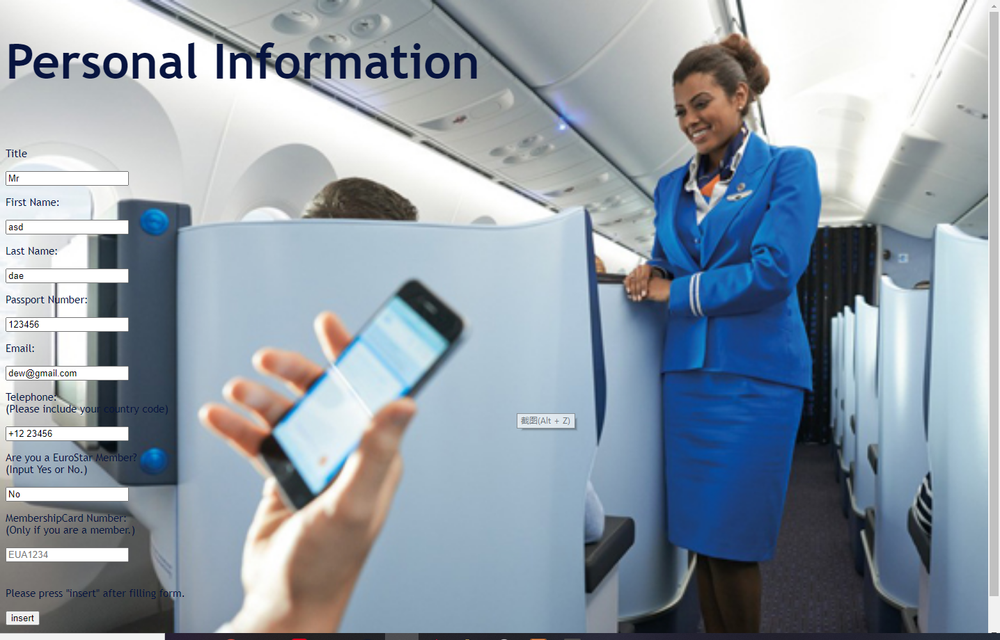 Personal Information
Title
Mr
First Name:
asd
Last Name:
dae
Passport Number:
123456
Email:
dew@gmail.com
Telephone:
(Please include your country code)
+12 23456
截图(Alt + Z)
Are you a EuroStar Member?
(Input Yes or No.)
No
MembershipCard Number:
(Only if you are a member.)
EUA1234
Please press "insert" after filling form.
insert